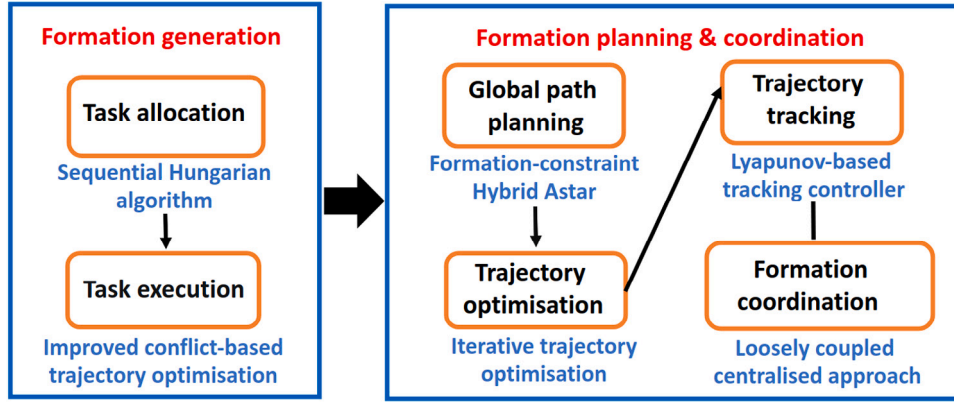 Formation generation
Task allocation
Sequential Hungarian
algorithm
Task execution
Improved conflict-based
trajectory optimisation
Formation planning & coordination
Global path
planning
Formation-constraint
Hybrid Astar
Trajectory
optimisation
Iterative trajectory
optimisation
Trajectory
tracking
Lyapunov-based
tracking controller
Formation
coordination
Loosely coupled
centralised approach